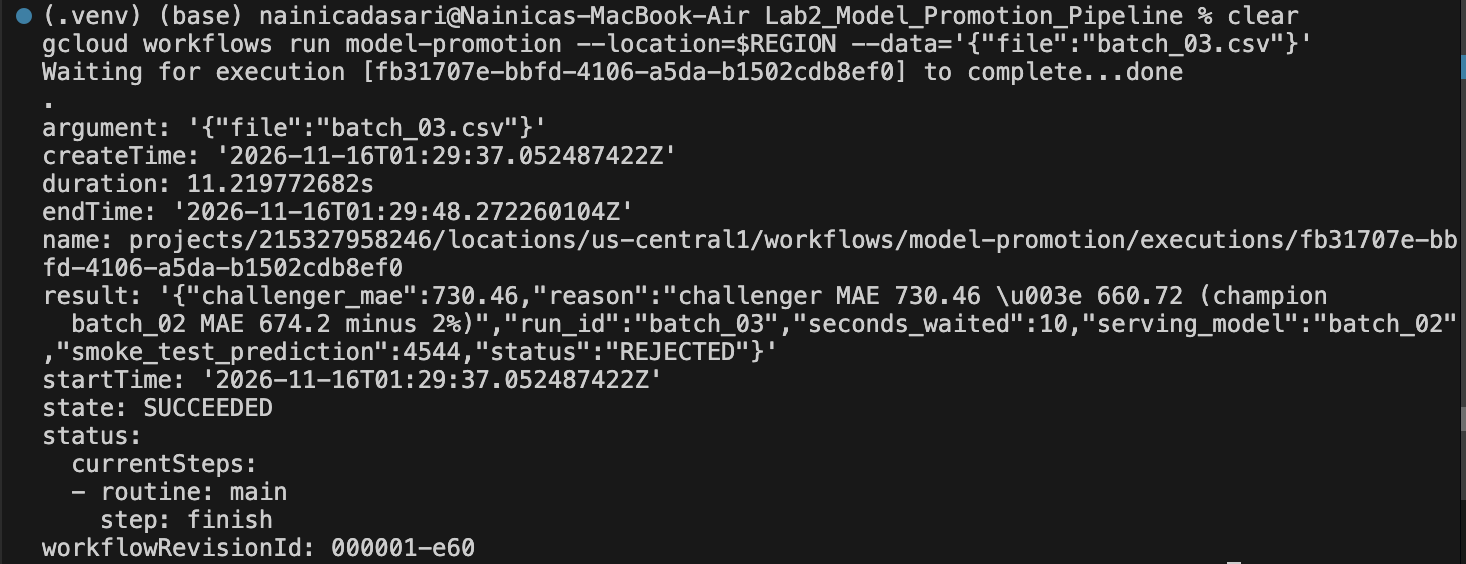 (.venv) (base) nainicadasari@Nainicas-MacBook-Air Lab2_Model_Promotion_Pipeline % clear
gcloud workflows run model-promotion --location=$REGION --data='{"file":"batch_03.csv"}'
Waiting for execution [fb31707e-bbfd-4106-a5da-b1502cdb8ef0] to complete...done
.
argument: '{"file":"batch_03.csv"}'
createTime: '2026-11-16T01:29:37.052487422Z'
duration: 11.219772682s
endTime: '2026-11-16T01:29:48.272260104Z'
name: projects/215327958246/locations/us-central1/workflows/model-promotion/executions/fb31707e-bb
fd-4106-a5da-b1502cdb8ef0
result: '{"challenger_mae":730.46,"reason":"challenger MAE 730.46 \u003e 660.72 (champion
  batch_02 MAE 674.2 minus 2%)","run_id":"batch_03","seconds_waited":10,"serving_model":"batch_02"
,"smoke_test_prediction":4544,"status":"REJECTED"}'
startTime: '2026-11-16T01:29:37.052487422Z'
state: SUCCEEDED
status:
  currentSteps:
  - routine: main
    step: finish
workflowRevisionId: 000001-e60